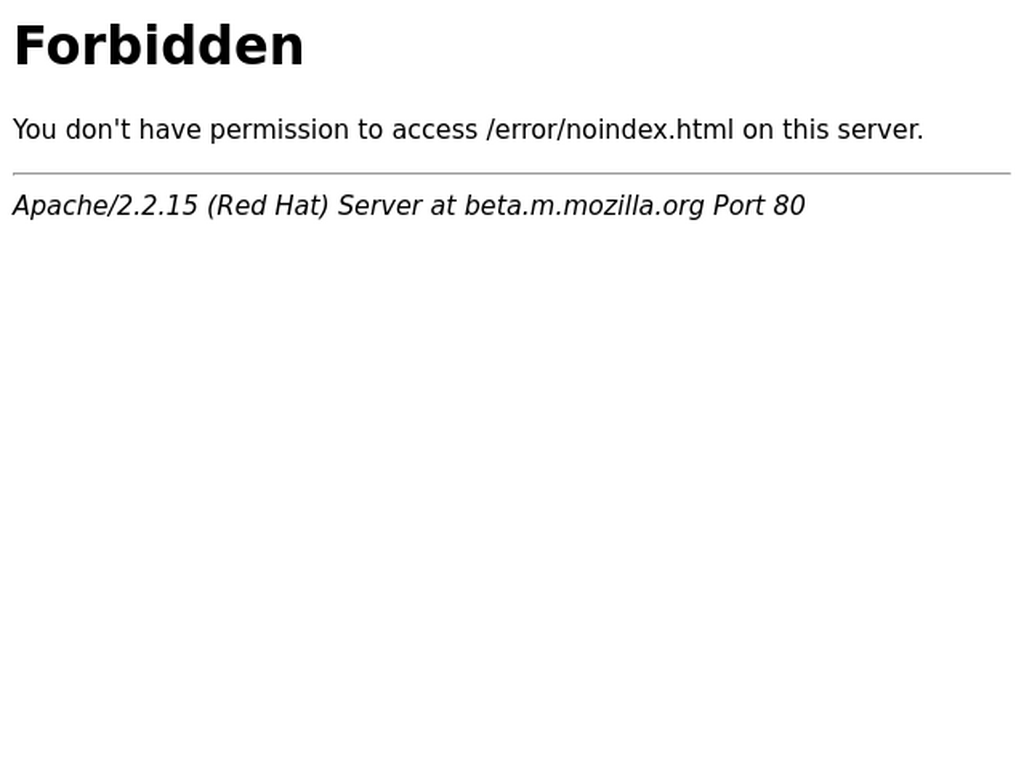 Forbidden
You don't have permission to access /error/noindex.html on this server.
Apache/2.2.15 (Red Hat) Server at beta.m.mozilla.org Port 80